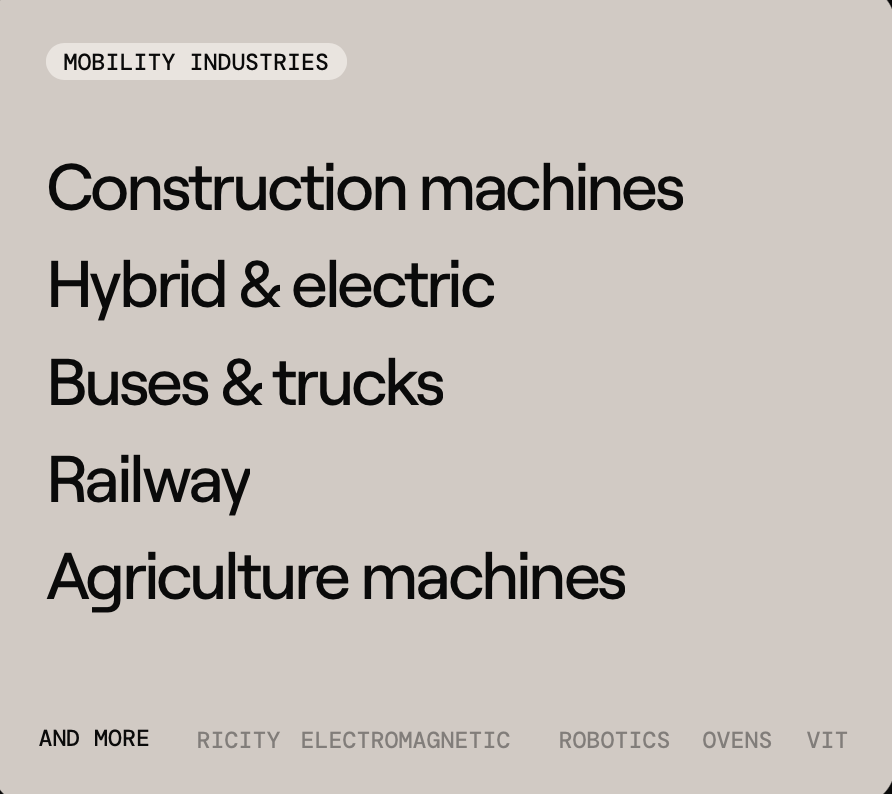 MOBILITY INDUSTRIES
Construction machines
Hybrid & electric
Buses & trucks
Railway
Agriculture machines
AND MORE RICITY ELECTROMAGNETIC ROBOTICS OVENS VIT